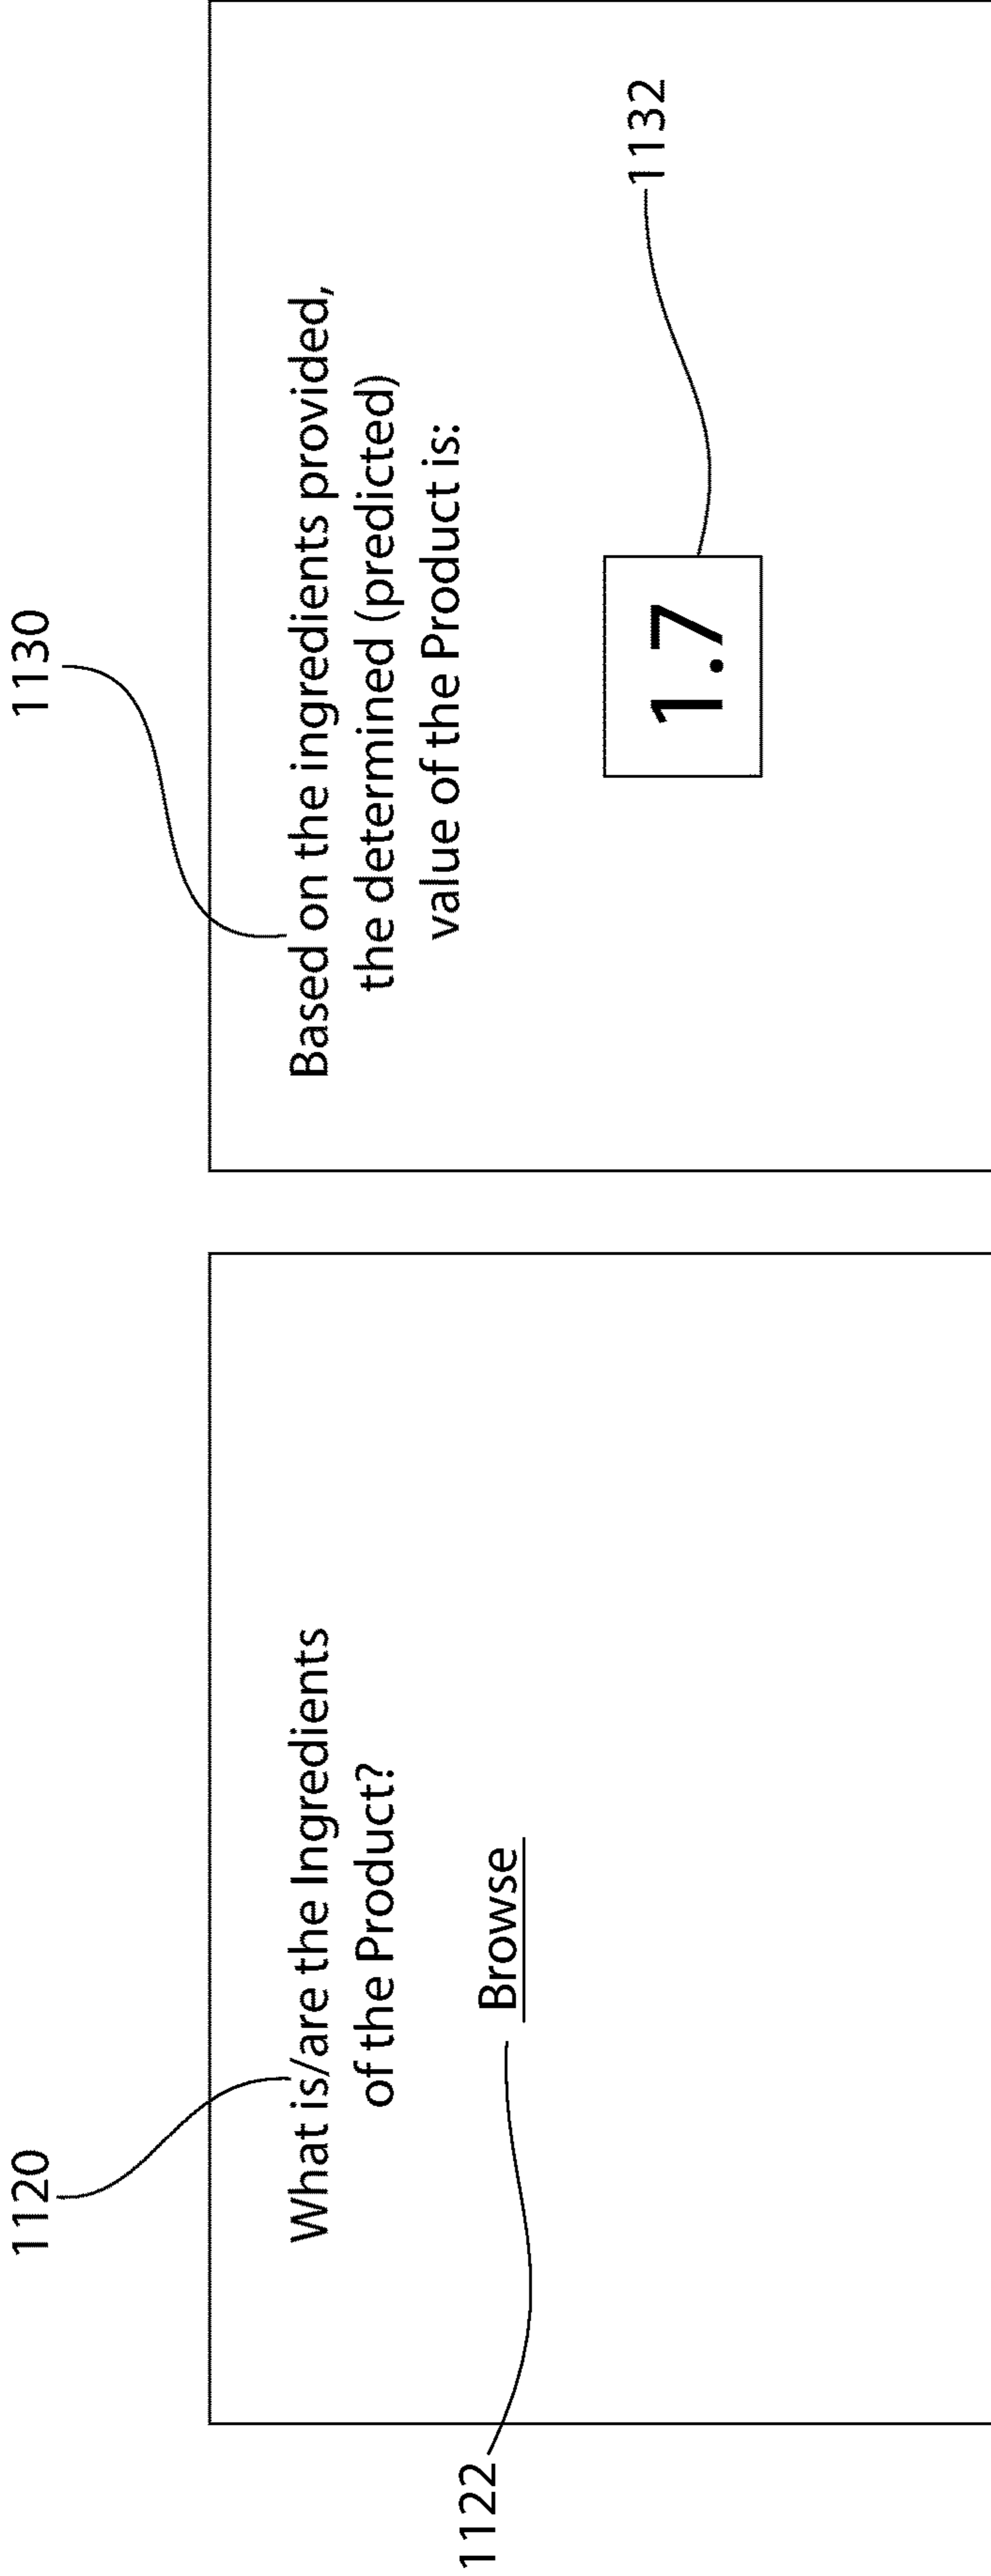 1120
What is/are the Ingredients
of the Product?
1122
Browse
1130
Based on the ingredients provided,
the determined (predicted)
value of the Product is:
1.7
1132